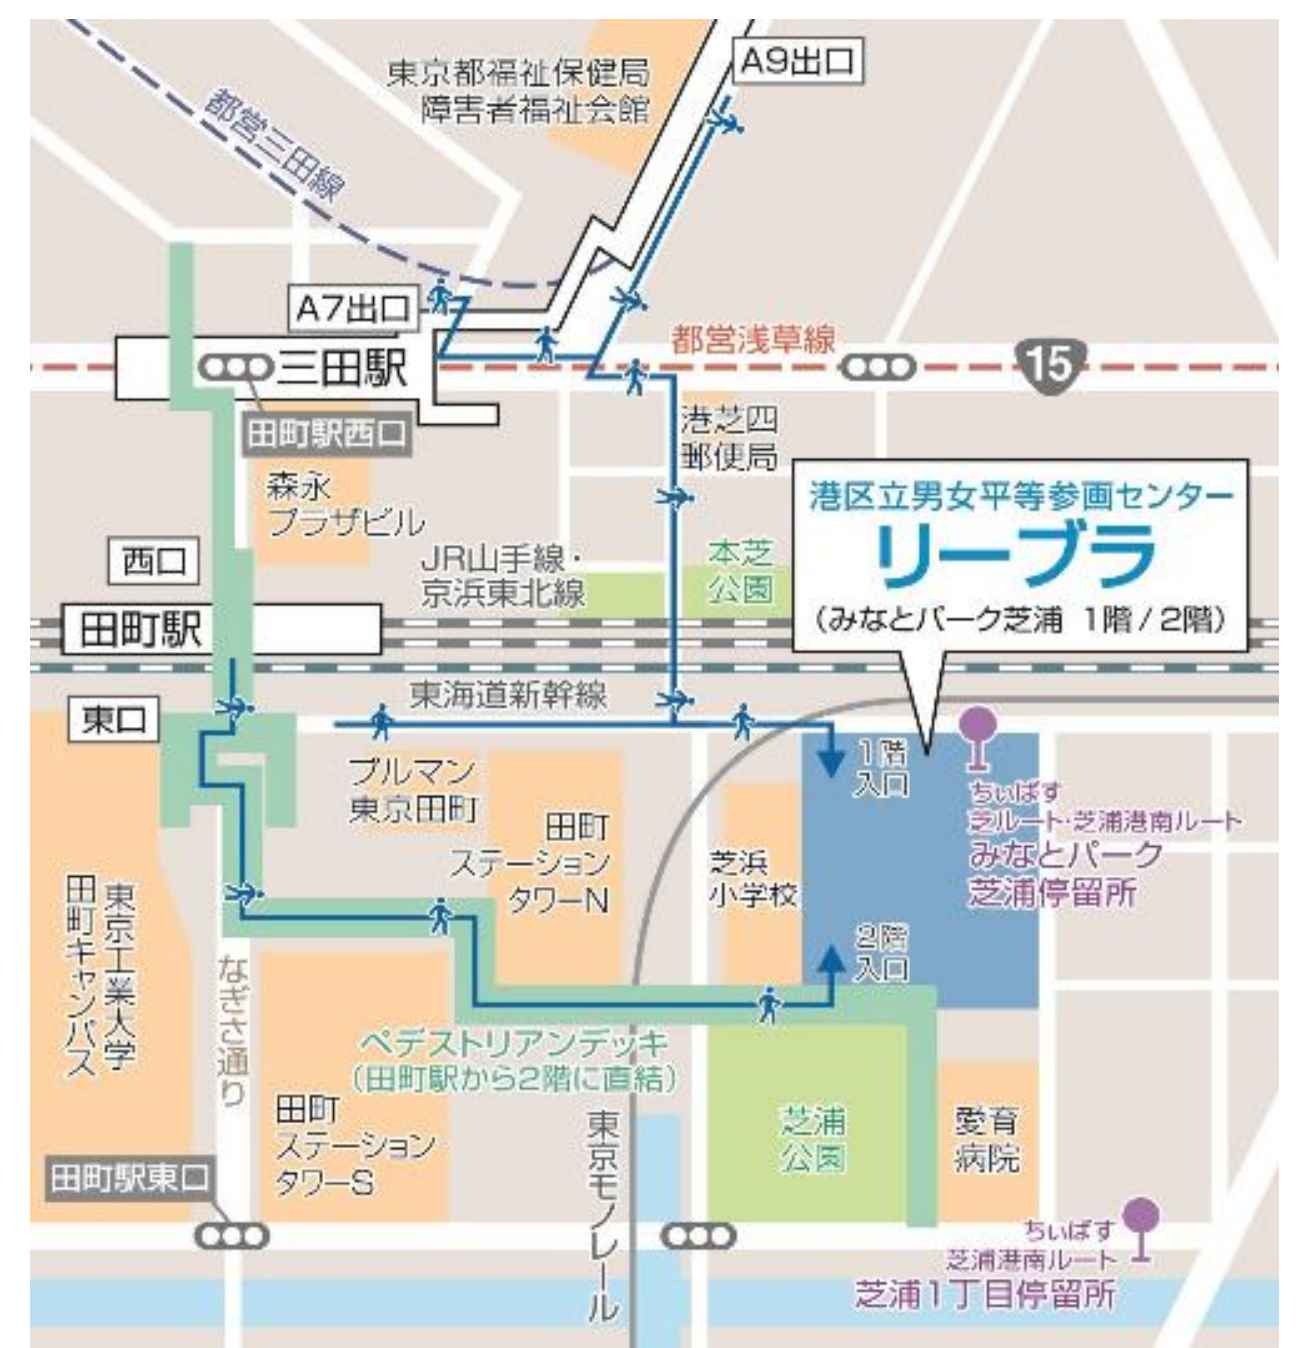 A9出口
東京都福祉保健局
障害者福祉会館
都営三田線
A7出口
都営浅草線
15
三田駅
田町駅西口
港芝四
郵便局
森永
プラザビル
港区立男女平等参画センター
リーブラ
(みなとパーク芝浦 1階/2階)
西口
JR山手線・
京浜東北線
本芝
公園
田町駅
東海道新幹線
東口
1階
入口
プルマン
東京田町
田町
ステーション
タワーN
芝浜
小学校
ちぃばす
芝ルート・芝浦港南ルート
みなとパーク
芝浦停留所
東京工業大学
田町キャンパス
2階
入口
なぎさ通り
ペデストリアンデッキ
(田町駅から2階に直結)
田町
ステーション
タワーS
東京モノレール
芝浦
公園
愛育
病院
田町駅東口
ちぃばす
芝浦港南ルート
芝浦1丁目停留所